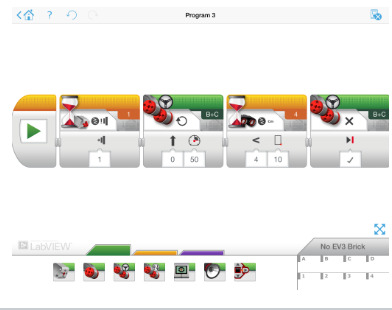 ?
Program 3
1
B+C
4
B+C
1
0 50
< 4 10
LabVIEW
No EV3 Brick
A B C D
1 2 3 4